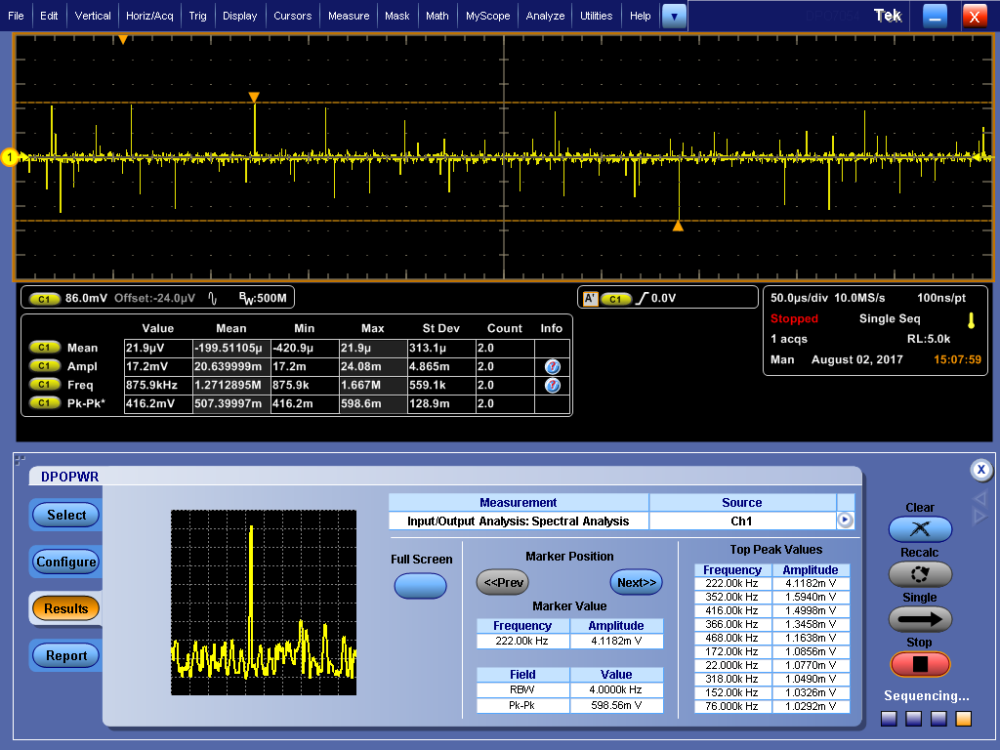 File Edit Vertical Horiz/Acq Trig Display Cursors Measure Mask Math MyScope Analyze Utilities Help Tek X
1
C1 86.0mV Offset:-24.0µV BW:500M
A' C1 0.0V
50.0µs/div 10.0MS/s 100ns/pt
Stopped Single Seq
1 acqs RL:5.0k
Man August 02, 2017 15:07:59
Value Mean Min Max St Dev Count Info
C1 Mean 21.9µV -199.51105µ -420.9µ 21.9µ 313.1µ 2.0
C1 Ampl 17.2mV 20.639999m 17.2m 24.08m 4.865m 2.0
C1 Freq 875.9kHz 1.2712895M 875.9k 1.667M 559.1k 2.0
C1 Pk-Pk* 416.2mV 507.39997m 416.2m 598.6m 128.9m 2.0
DPOPWR
X
Select
Configure
Results
Report
Measurement Source
Input/Output Analysis: Spectral Analysis Ch1
Full Screen
Marker Position
<<Prev Next>>
Marker Value
Frequency Amplitude
222.00k Hz 4.1182m V
Field Value
RBW 4.0000k Hz
Pk-Pk 598.56m V
Top Peak Values
Frequency Amplitude
222.00k Hz 4.1182m V
352.00k Hz 1.5940m V
416.00k Hz 1.4998m V
366.00k Hz 1.3458m V
468.00k Hz 1.1638m V
172.00k Hz 1.0856m V
22.000k Hz 1.0770m V
318.00k Hz 1.0490m V
152.00k Hz 1.0326m V
76.000k Hz 1.0292m V
Clear
Recalc
Single
Stop
Sequencing...